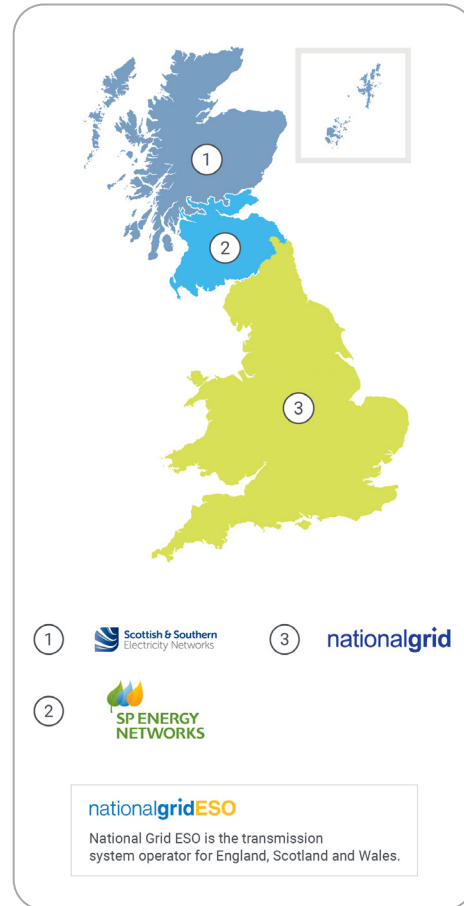 1
2
3
1
Scottish & Southern
Electricity Networks
3
nationalgrid
2
SP ENERGY
NETWORKS
nationalgridESO
National Grid ESO is the transmission
system operator for England, Scotland and Wales.